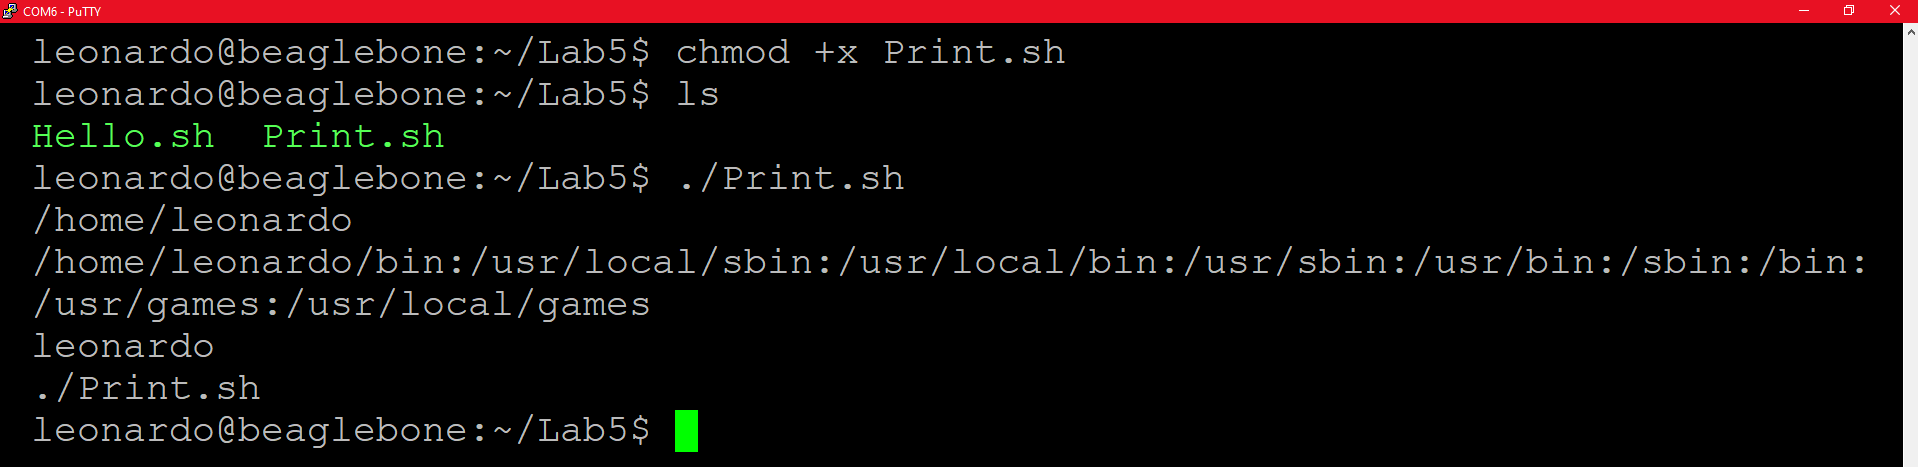 COM6 - PuTTY
leonardo@beaglebone:~/Lab5$ chmod +x Print.sh
leonardo@beaglebone:~/Lab5$ ls
Hello.sh  Print.sh
leonardo@beaglebone:~/Lab5$ ./Print.sh
/home/leonardo
/home/leonardo/bin:/usr/local/sbin:/usr/local/bin:/usr/sbin:/usr/bin:/sbin:/bin:
/usr/games:/usr/local/games
leonardo
./Print.sh
leonardo@beaglebone:~/Lab5$